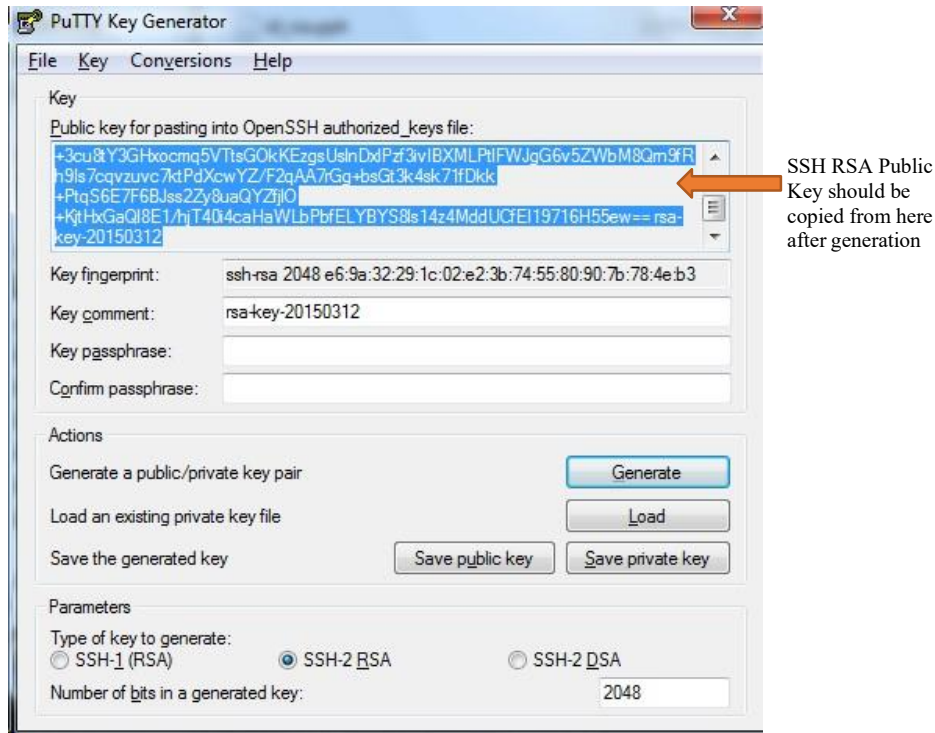 PuTTY Key Generator
File Key Conversions Help
Key
Public key for pasting into OpenSSH authorized_keys file:
+3cu8tY3GHxocmq5VTtsGOkKEzgsUslnDxlPzf3ivIBXMLPtlFWJgG6v5ZWbM8Qm9fR
h9ls7cqvzuvc7ktPdXcwYZ/F2qAA7rGg+bsGt3k4sk71fDkk
+PtqS6E7F6BJss2Zy8uaQYZfjlO
+KjtHxGaQI8E1/hjT40i4caHaWLbPbfELYBYS8ls14z4MddUCfEI19716H55ew== rsa-
key-20150312
SSH RSA Public
Key should be
copied from here
after generation
Key fingerprint: ssh-rsa 2048 e6:9a:32:29:1c:02:e2:3b:74:55:80:90:7b:78:4e:b3
Key comment: rsa-key-20150312
Key passphrase:
Confirm passphrase:
Actions
Generate a public/private key pair Generate
Load an existing private key file Load
Save the generated key Save public key Save private key
Parameters
Type of key to generate:
SSH-1 (RSA) SSH-2 RSA SSH-2 DSA
Number of bits in a generated key: 2048